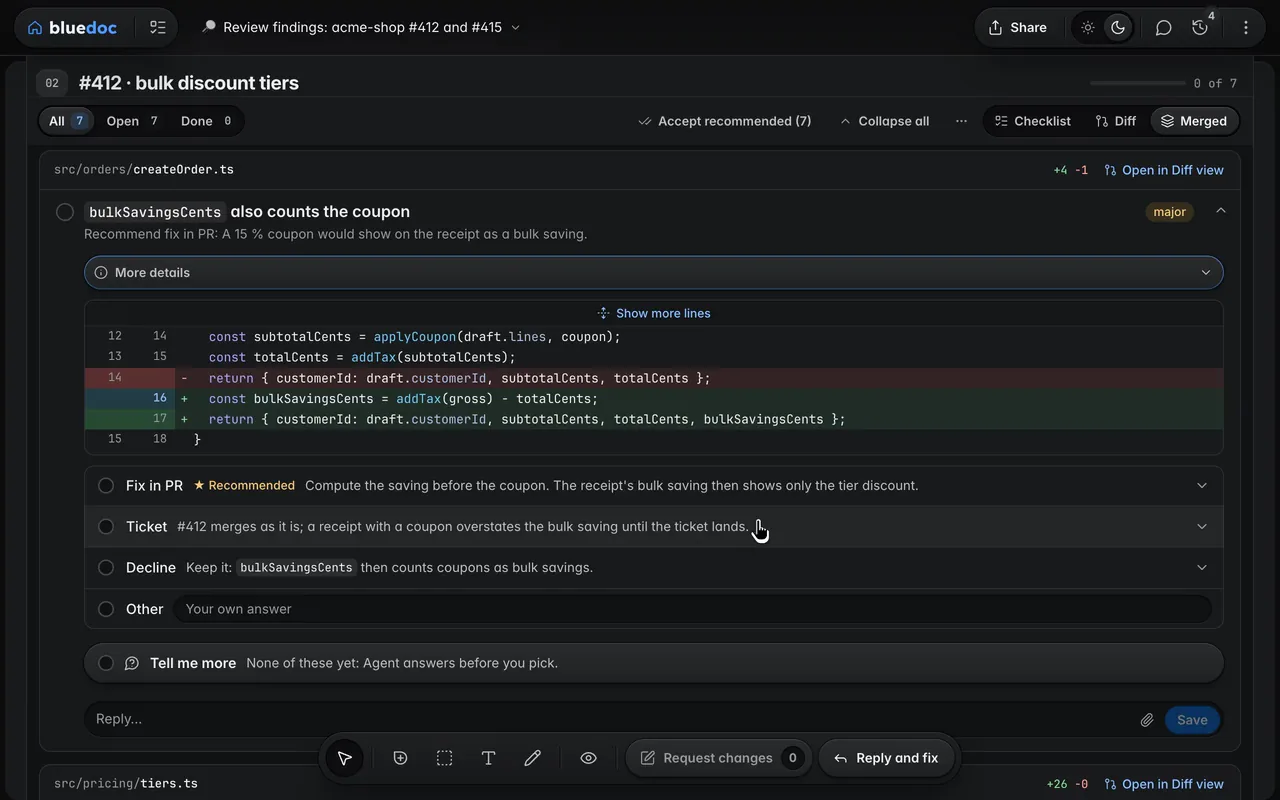 bluedoc
Review findings: acme-shop #412 and #415
Share
4
02
#412 · bulk discount tiers
0 of 7
All 7
Open 7
Done 0
Accept recommended (7)
Collapse all
Checklist
Diff
Merged
src/orders/createOrder.ts
+4 -1
Open in Diff view
bulkSavingsCents also counts the coupon
major
Recommend fix in PR: A 15 % coupon would show on the receipt as a bulk saving.
More details
Show more lines
12 14 const subtotalCents = applyCoupon(draft.lines, coupon);
13 15 const totalCents = addTax(subtotalCents);
14 - return { customerId: draft.customerId, subtotalCents, totalCents };
16 + const bulkSavingsCents = addTax(gross) - totalCents;
17 + return { customerId: draft.customerId, subtotalCents, totalCents, bulkSavingsCents };
15 18 }
Fix in PR ★ Recommended Compute the saving before the coupon. The receipt's bulk saving then shows only the tier discount.
Ticket #412 merges as it is; a receipt with a coupon overstates the bulk saving until the ticket lands.
Decline Keep it: bulkSavingsCents then counts coupons as bulk savings.
Other Your own answer
Tell me more None of these yet: Agent answers before you pick.
Reply...
Save
Request changes 0
Reply and fix
src/pricing/tiers.ts
+26 -0
Open in Diff view